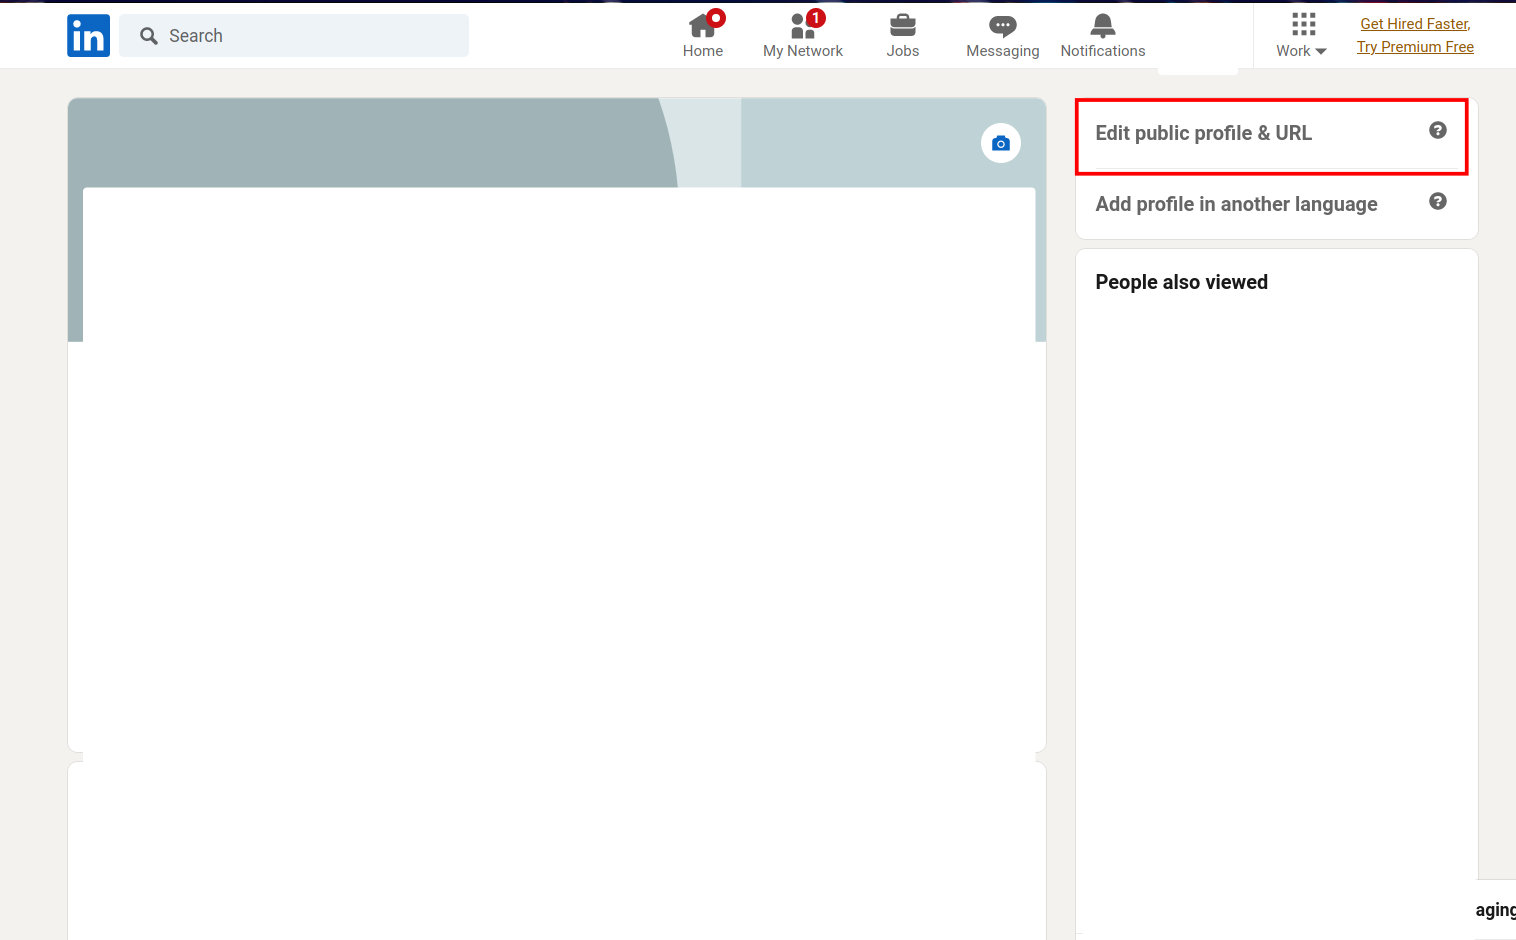 in
Search
Home
1
My Network
Jobs
Messaging
Notifications
Work
Get Hired Faster,
Try Premium Free
Edit public profile & URL
?
Add profile in another language
?
People also viewed
aging